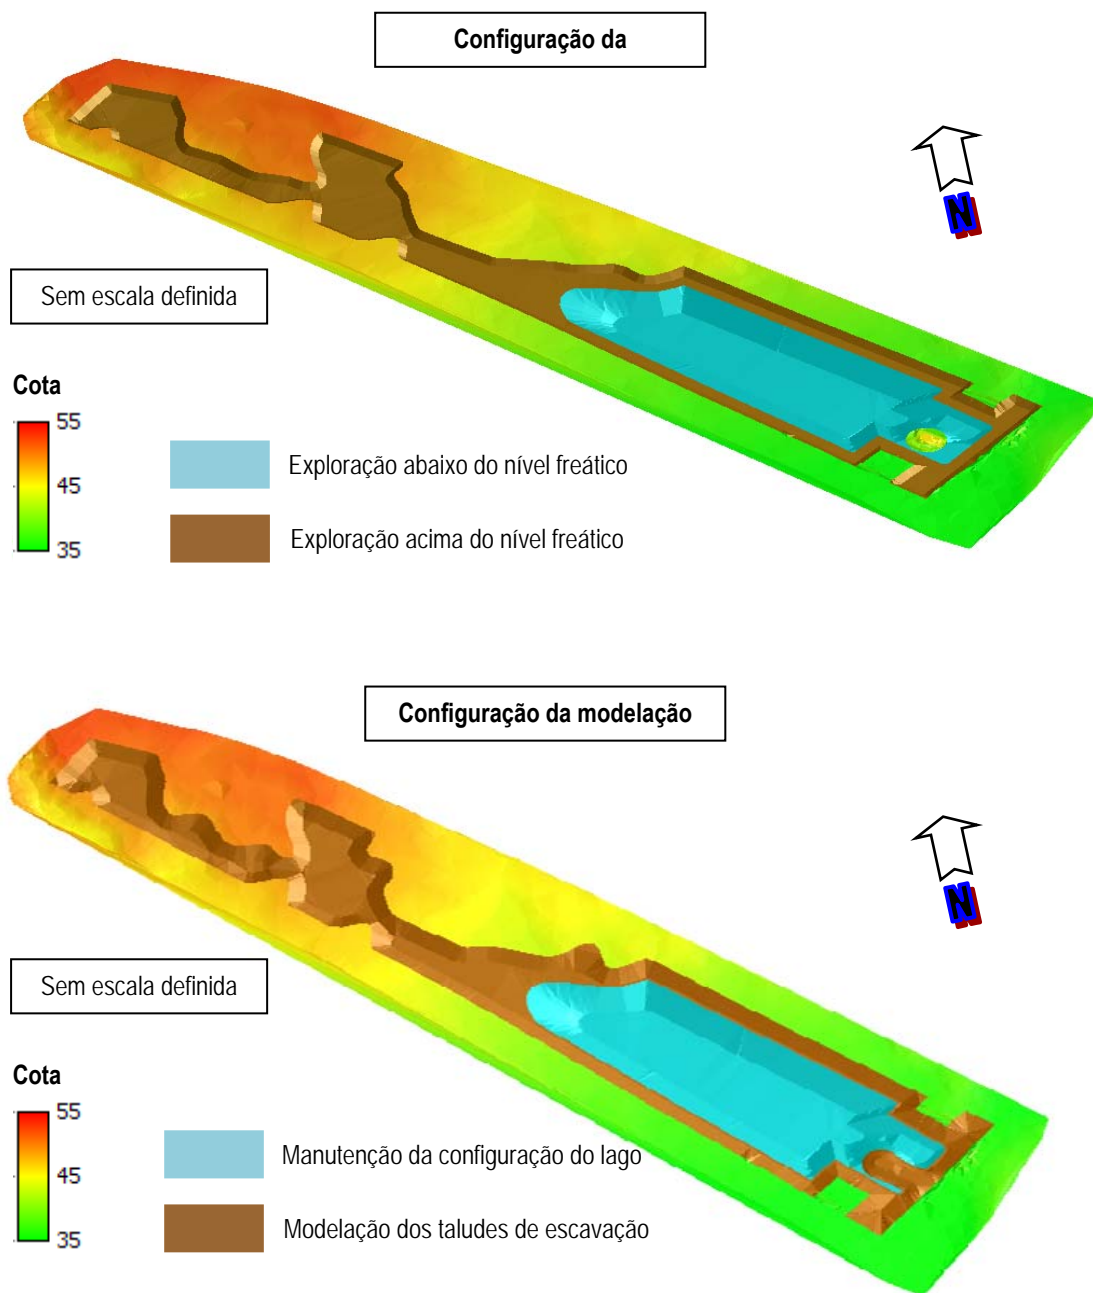 Configuração da
N
Sem escala definida
Cota
55
45
35
Exploração abaixo do nível freático
Exploração acima do nível freático
Configuração da modelação
N
Sem escala definida
Cota
55
45
35
Manutenção da configuração do lago
Modelação dos taludes de escavação